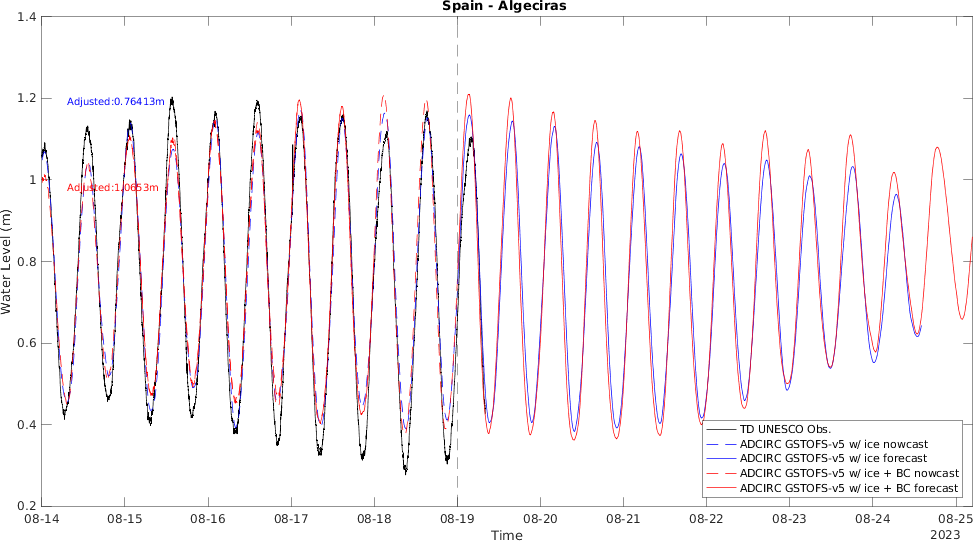 Spain - Algeciras
1.4
1.2
1
0.8
0.6
0.4
0.2
Water Level (m)
Adjusted:0.76413m
Adjusted:1.0653m
TD UNESCO Obs.
ADCIRC GSTOFS-v5 w/ ice nowcast
ADCIRC GSTOFS-v5 w/ ice forecast
ADCIRC GSTOFS-v5 w/ ice + BC nowcast
ADCIRC GSTOFS-v5 w/ ice + BC forecast
08-14 08-15 08-16 08-17 08-18 08-19 08-20 08-21 08-22 08-23 08-24 08-25
2023
Time